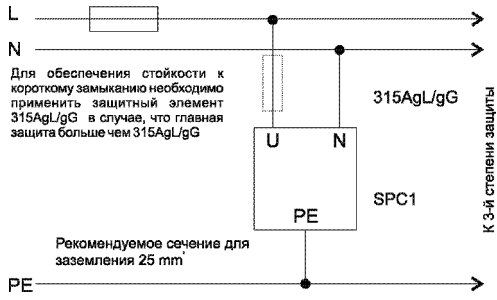 L
N
Для обеспечения стойкости к
короткому замыканию необходимо
применить защитный элемент
315AgL/gG в случае, что главная
защита больше чем 315AgL/gG
315AgL/gG
U N
SPC1
PE
К 3-й степени защиты
Рекомендуемое сечение для
заземления 25 mm²
PE